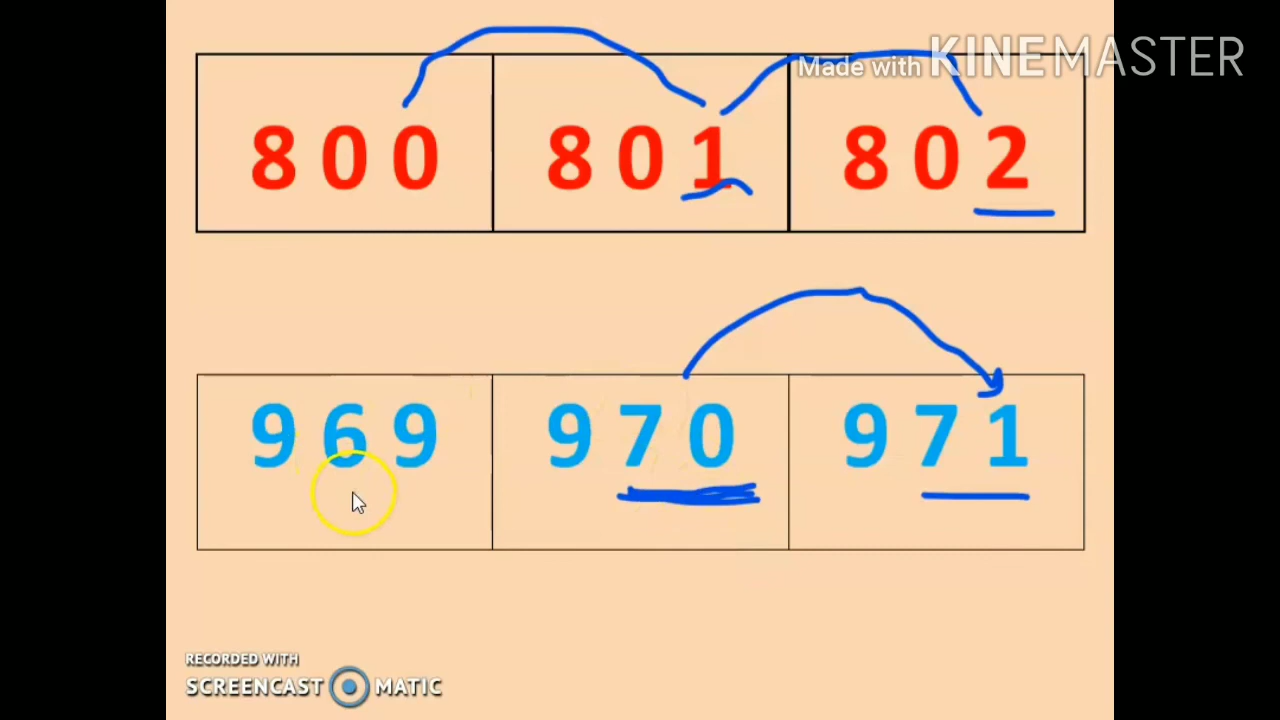 Made with KINEMASTER
800 801 802
969 970 971
RECORDED WITH
SCREENCAST MATIC